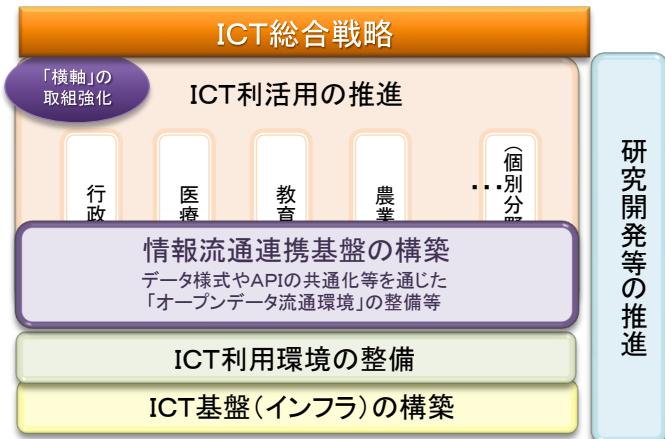 ICT総合戦略
「横軸」の
取組強化
ICT利活用の推進
行政
医療
教育
農業
･･･
(個別分野
情報流通連携基盤の構築
データ様式やAPIの共通化等を通じた
「オープンデータ流通環境」の整備等
ICT利用環境の整備
ICT基盤(インフラ)の構築
研究開発等の推進